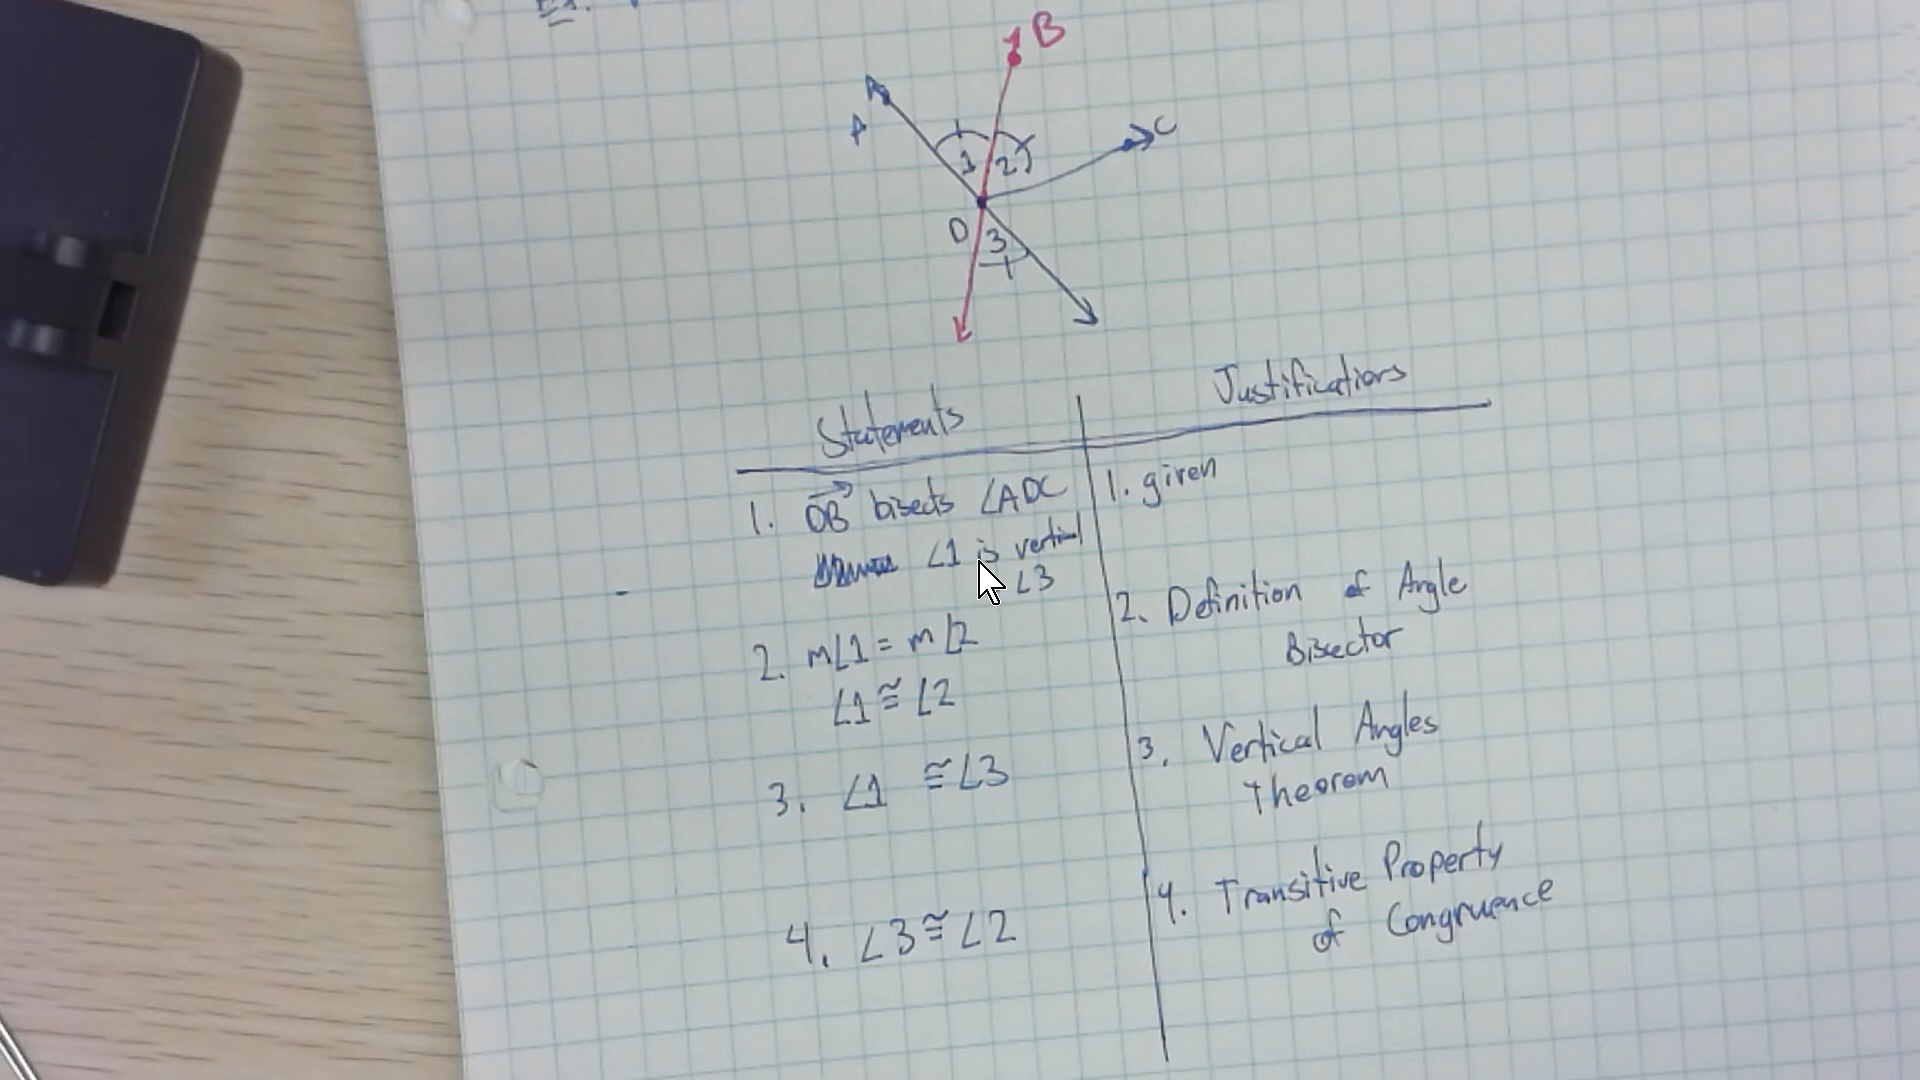 B
A
C
1 2
D 3
Statements Justifications
1. DB bisects ∠ADC 1. given
∠1 is vertical
∠3
2. Definition of Angle
Bisector
2. m∠1 = m∠2
∠1 ≅ ∠2
3. Vertical Angles
Theorem
3. ∠1 ≅ ∠3
4. Transitive Property
of Congruence
4. ∠3 ≅ ∠2